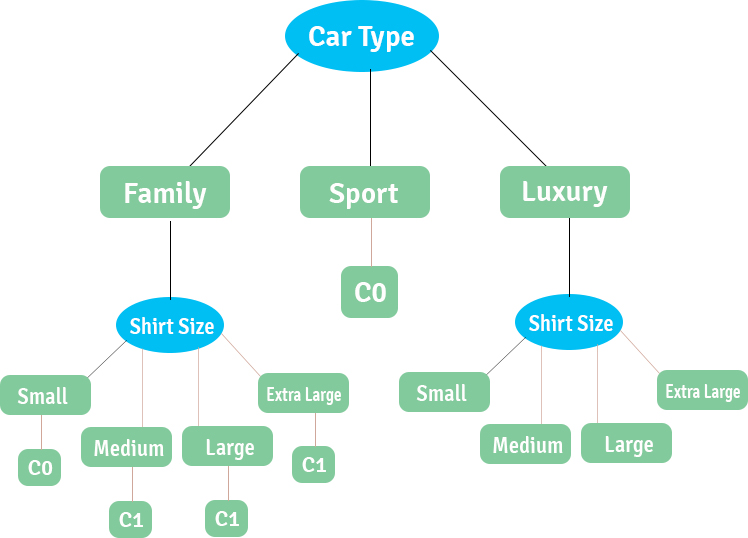 Car Type
Family
Sport
Luxury
C0
Shirt Size
Shirt Size
Small
Medium
Large
Extra Large
Small
Medium
Large
Extra Large
C0
C1
C1
C1